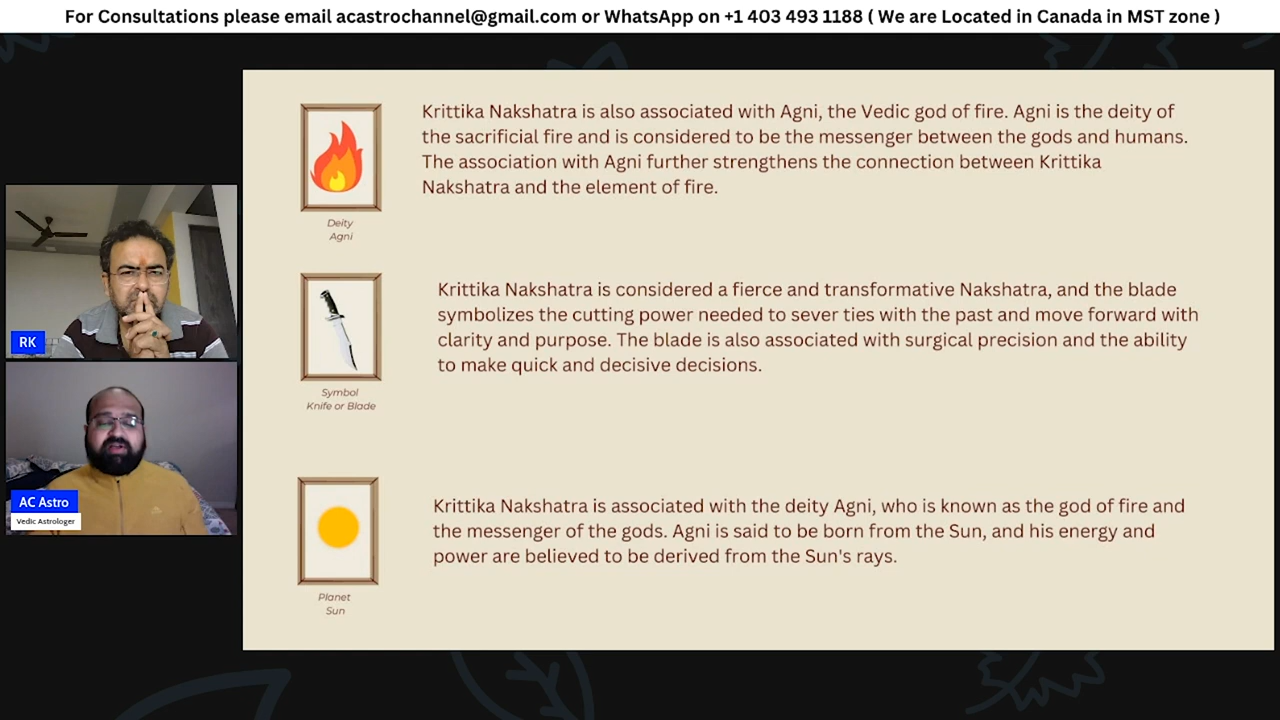 For Consultations please email acastrochannel@gmail.com or WhatsApp on +1 403 493 1188 ( We are Located in Canada in MST zone )
Krittika Nakshatra is also associated with Agni, the Vedic god of fire. Agni is the deity of
the sacrificial fire and is considered to be the messenger between the gods and humans.
The association with Agni further strengthens the connection between Krittika
Nakshatra and the element of fire.
Deity
Agni
Krittika Nakshatra is considered a fierce and transformative Nakshatra, and the blade
symbolizes the cutting power needed to sever ties with the past and move forward with
clarity and purpose. The blade is also associated with surgical precision and the ability
to make quick and decisive decisions.
Symbol
Knife or Blade
Krittika Nakshatra is associated with the deity Agni, who is known as the god of fire and
the messenger of the gods. Agni is said to be born from the Sun, and his energy and
power are believed to be derived from the Sun's rays.
Planet
Sun
RK
AC Astro
Vedic Astrologer